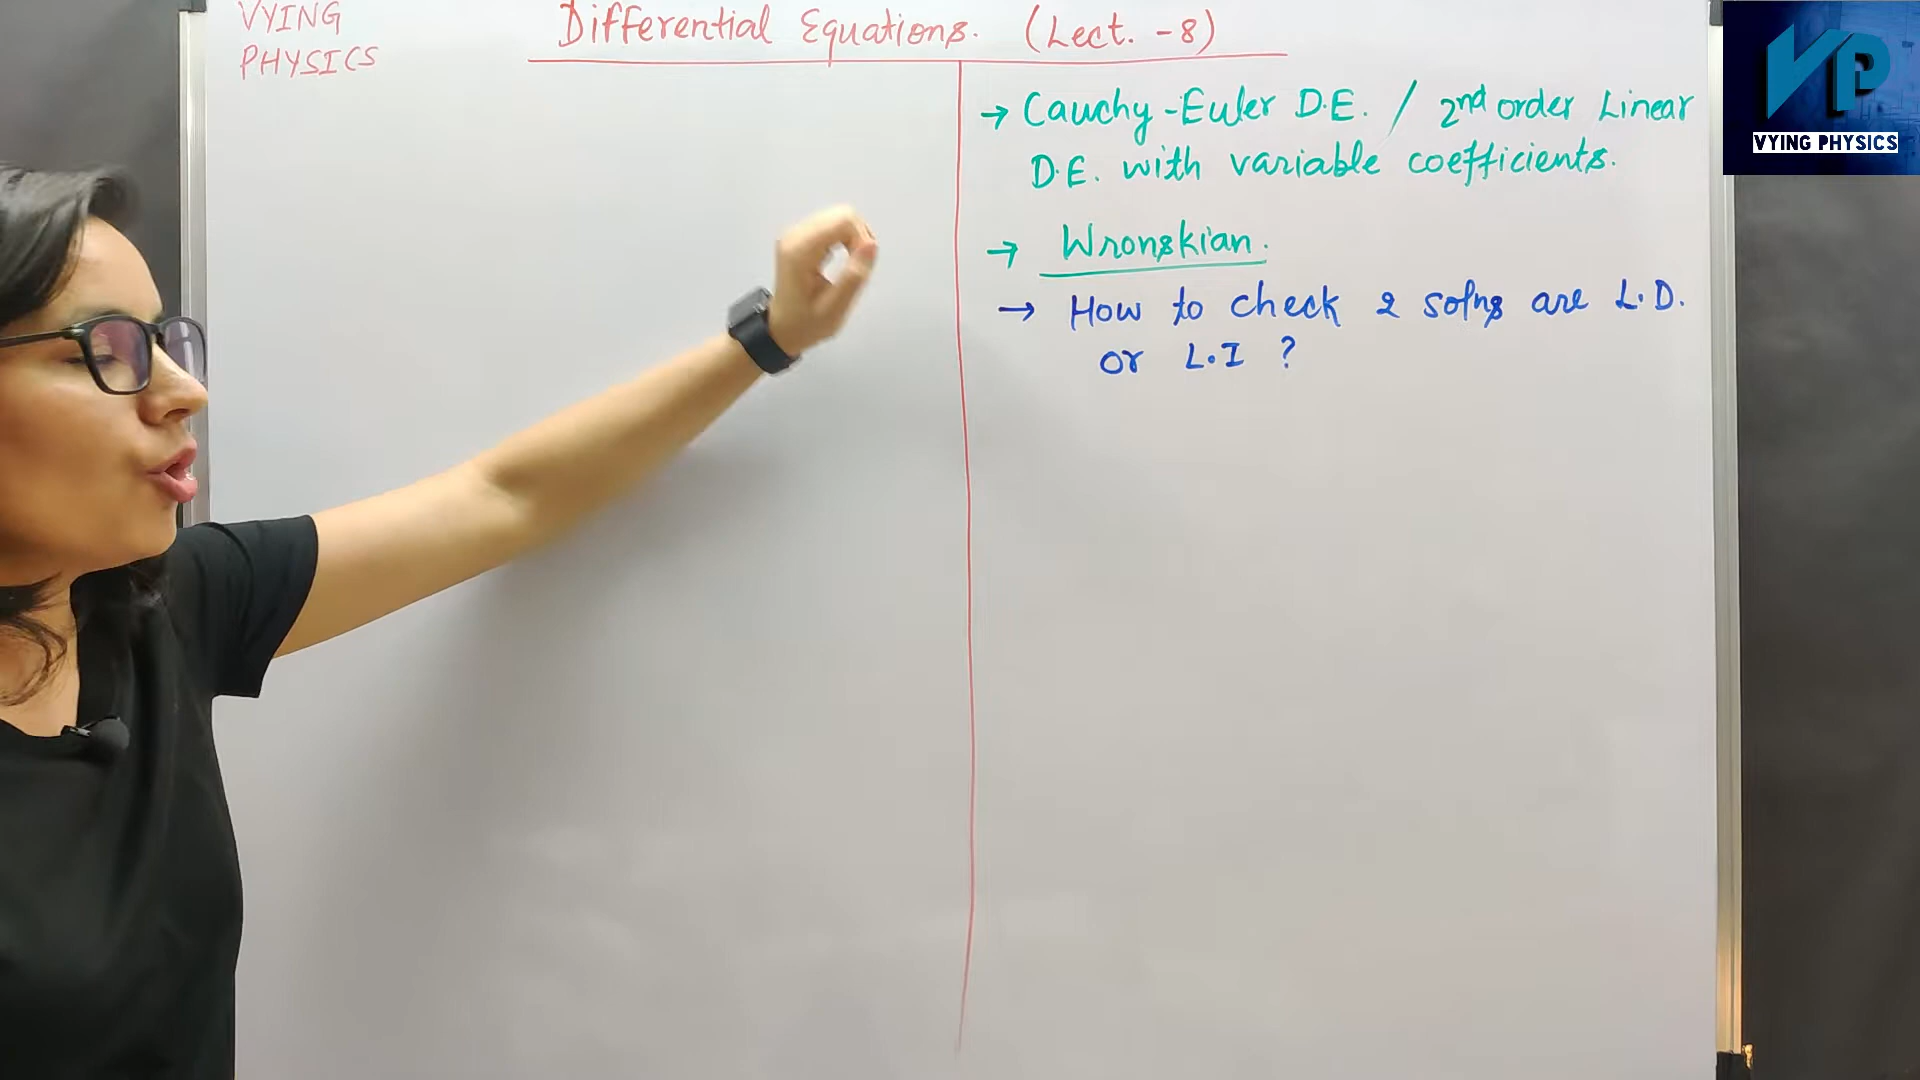 VYING
PHYSICS
Differential Equations. (Lect. -8)
→ Cauchy-Euler D.E. / 2nd order Linear
D.E. with variable coefficients.
→ Wronskian.
→ How to check 2 solns are L.D.
or L.I ?
VP
VYING PHYSICS